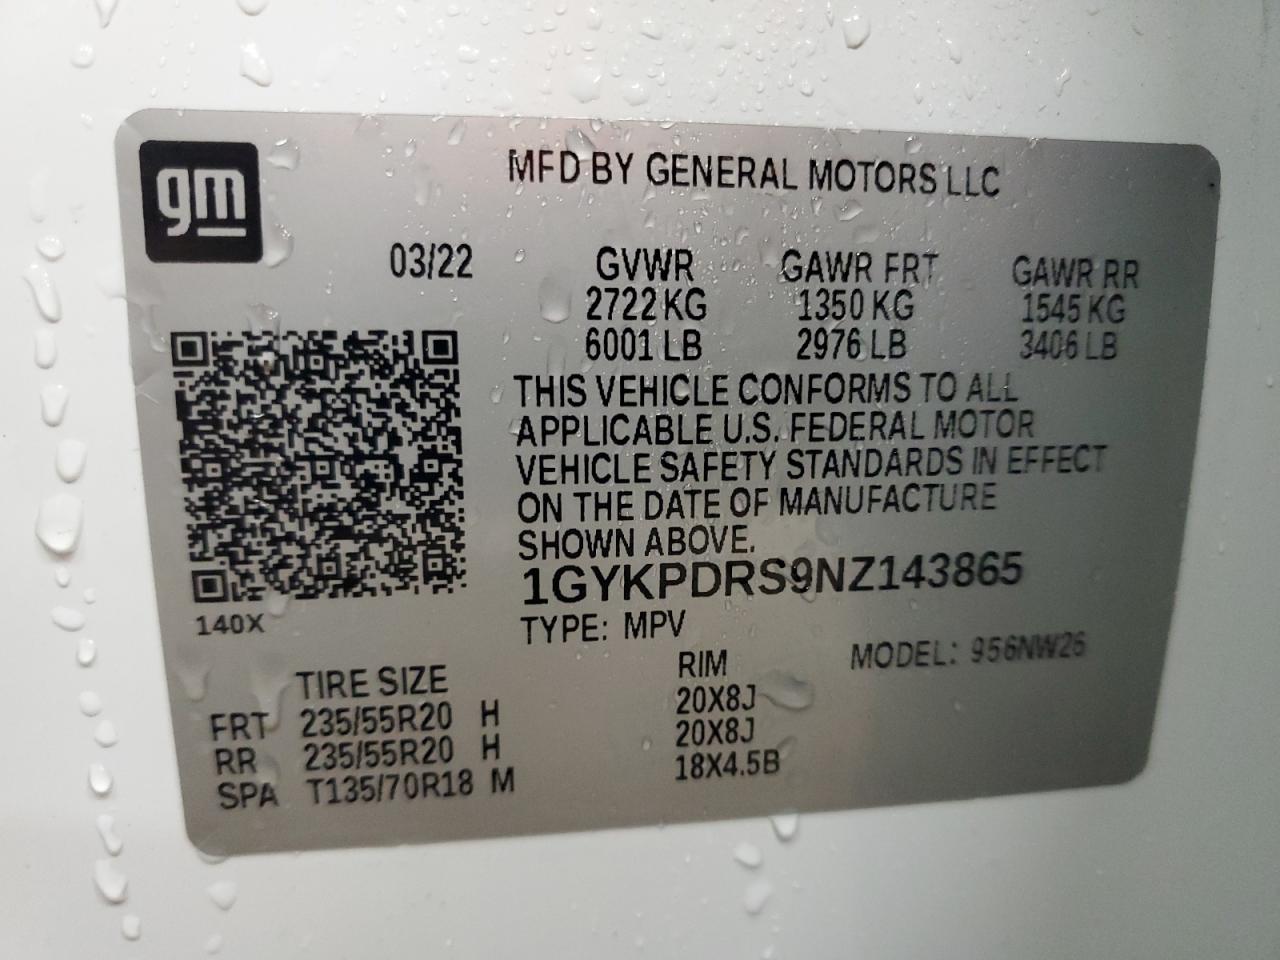 gm
MFD BY GENERAL MOTORS LLC
03/22 GVWR GAWR FRT GAWR RR
2722 KG 1350 KG 1545 KG
6001 LB 2976 LB 3406 LB
THIS VEHICLE CONFORMS TO ALL
APPLICABLE U.S. FEDERAL MOTOR
VEHICLE SAFETY STANDARDS IN EFFECT
ON THE DATE OF MANUFACTURE
SHOWN ABOVE.
1GYKPDRS9NZ143865
140X
TYPE: MPV MODEL: 956NW26
TIRE SIZE RIM
FRT 235/55R20 H 20X8J
RR 235/55R20 H 20X8J
SPA T135/70R18 M 18X4.5B